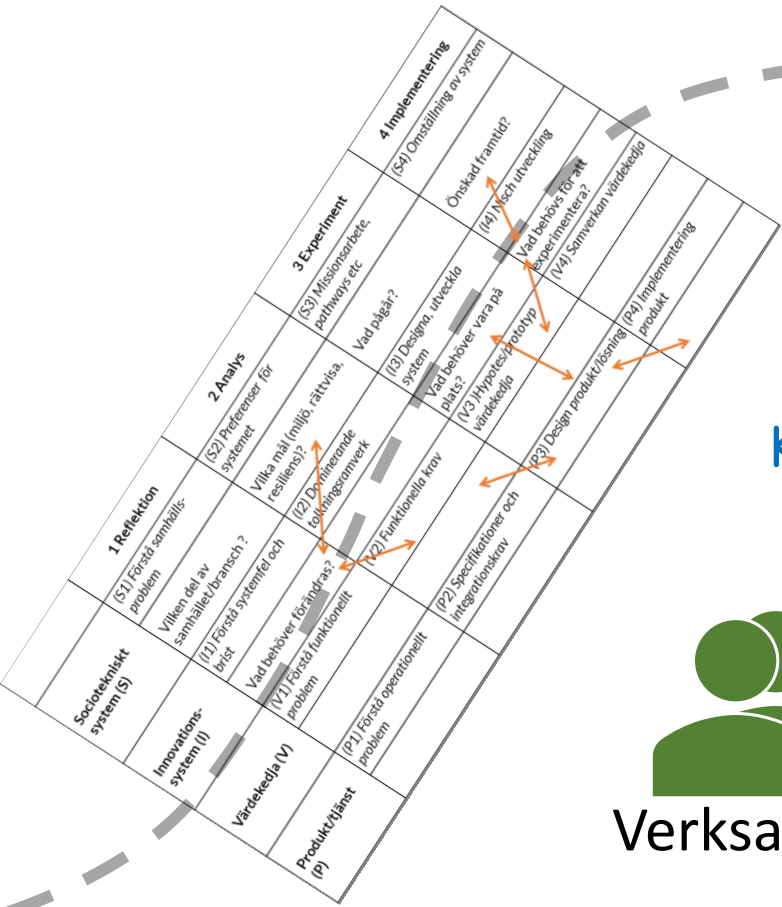 1 Reflektion
2 Analys
3 Experiment
4 Implementering
Sociotekniskt
system (S)
(S1) Förstå samhälls-
problem
(S2) Preferenser för
systemet
(S3) Missionsarbete,
pathways etc
(S4) Omställning av system
Vilken del av
samhället/bransch ?
Vilka mål (miljö, rättvisa,
resiliens)?
Vad pågår?
Önskad framtid?
Innovations-
system (I)
(I1) Förstå systemfel och
brist
(I2) Dominerande
tolkningsramverk
(I3) Designa, utveckla
system
(I4) Nisch utveckling
Vad behöver förändras?
Vad behöver vara på
plats?
Vad behövs för att
experimentera?
Värdekedja (V)
(V1) Förstå funktionellt
problem
(V2) Funktionella krav
(V3 )Hypotes/prototyp
värdekedja
(V4) Samverkan värdekedja
Produkt/tjänst
(P)
(P1) Förstå operationellt
problem
(P2) Specifikationer och
integrationskrav
(P3) Design produkt/lösning
(P4) Implementering
produkt
Verksa